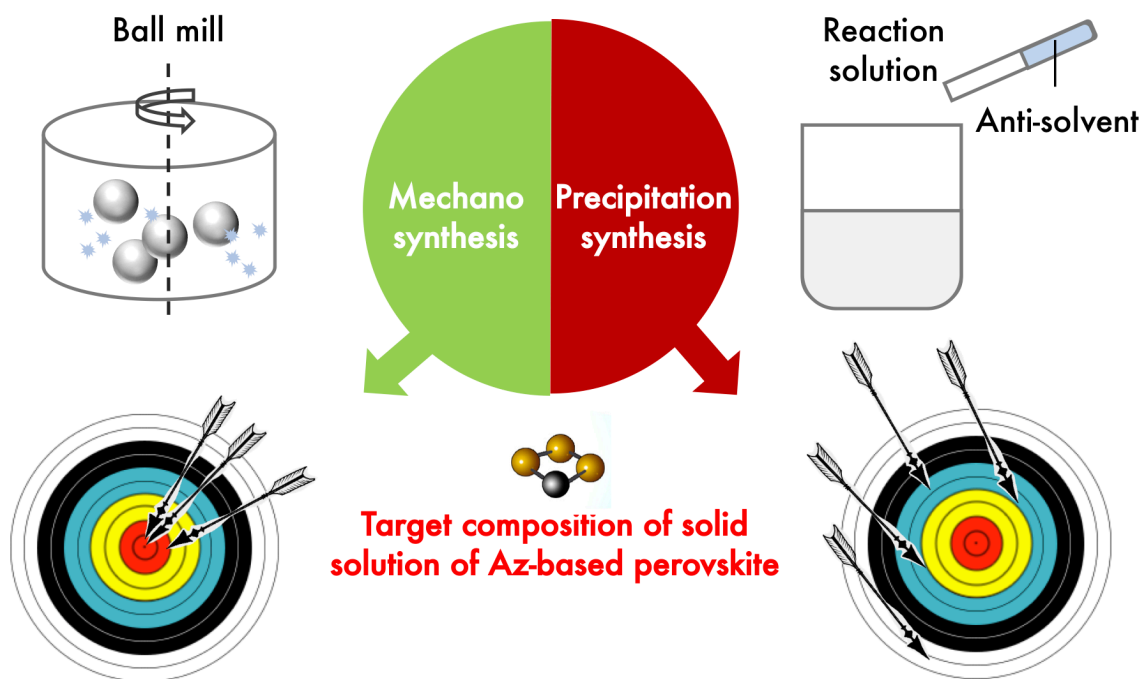 Ball mill
Mechano
synthesis
Precipitation
synthesis
Reaction
solution
Anti-solvent
Target composition of solid
solution of Az-based perovskite